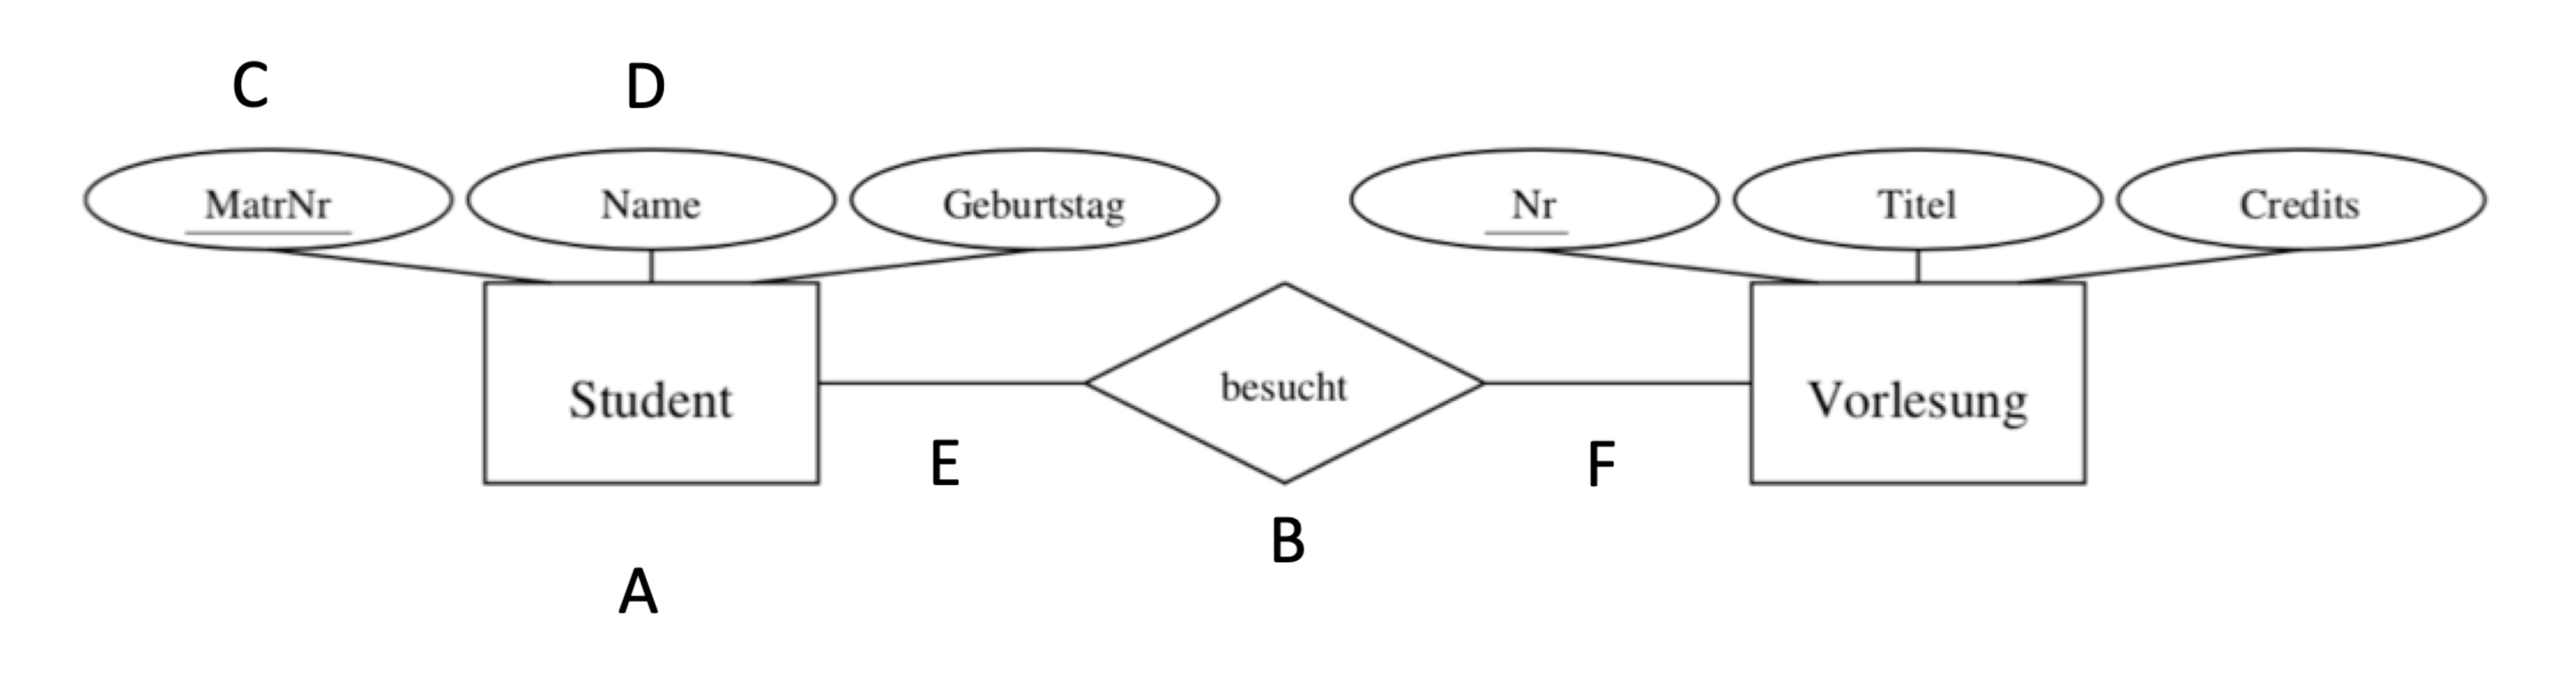 C D
MatrNr Name Geburtstag Nr Titel Credits
Student besucht Vorlesung
E F
B
A